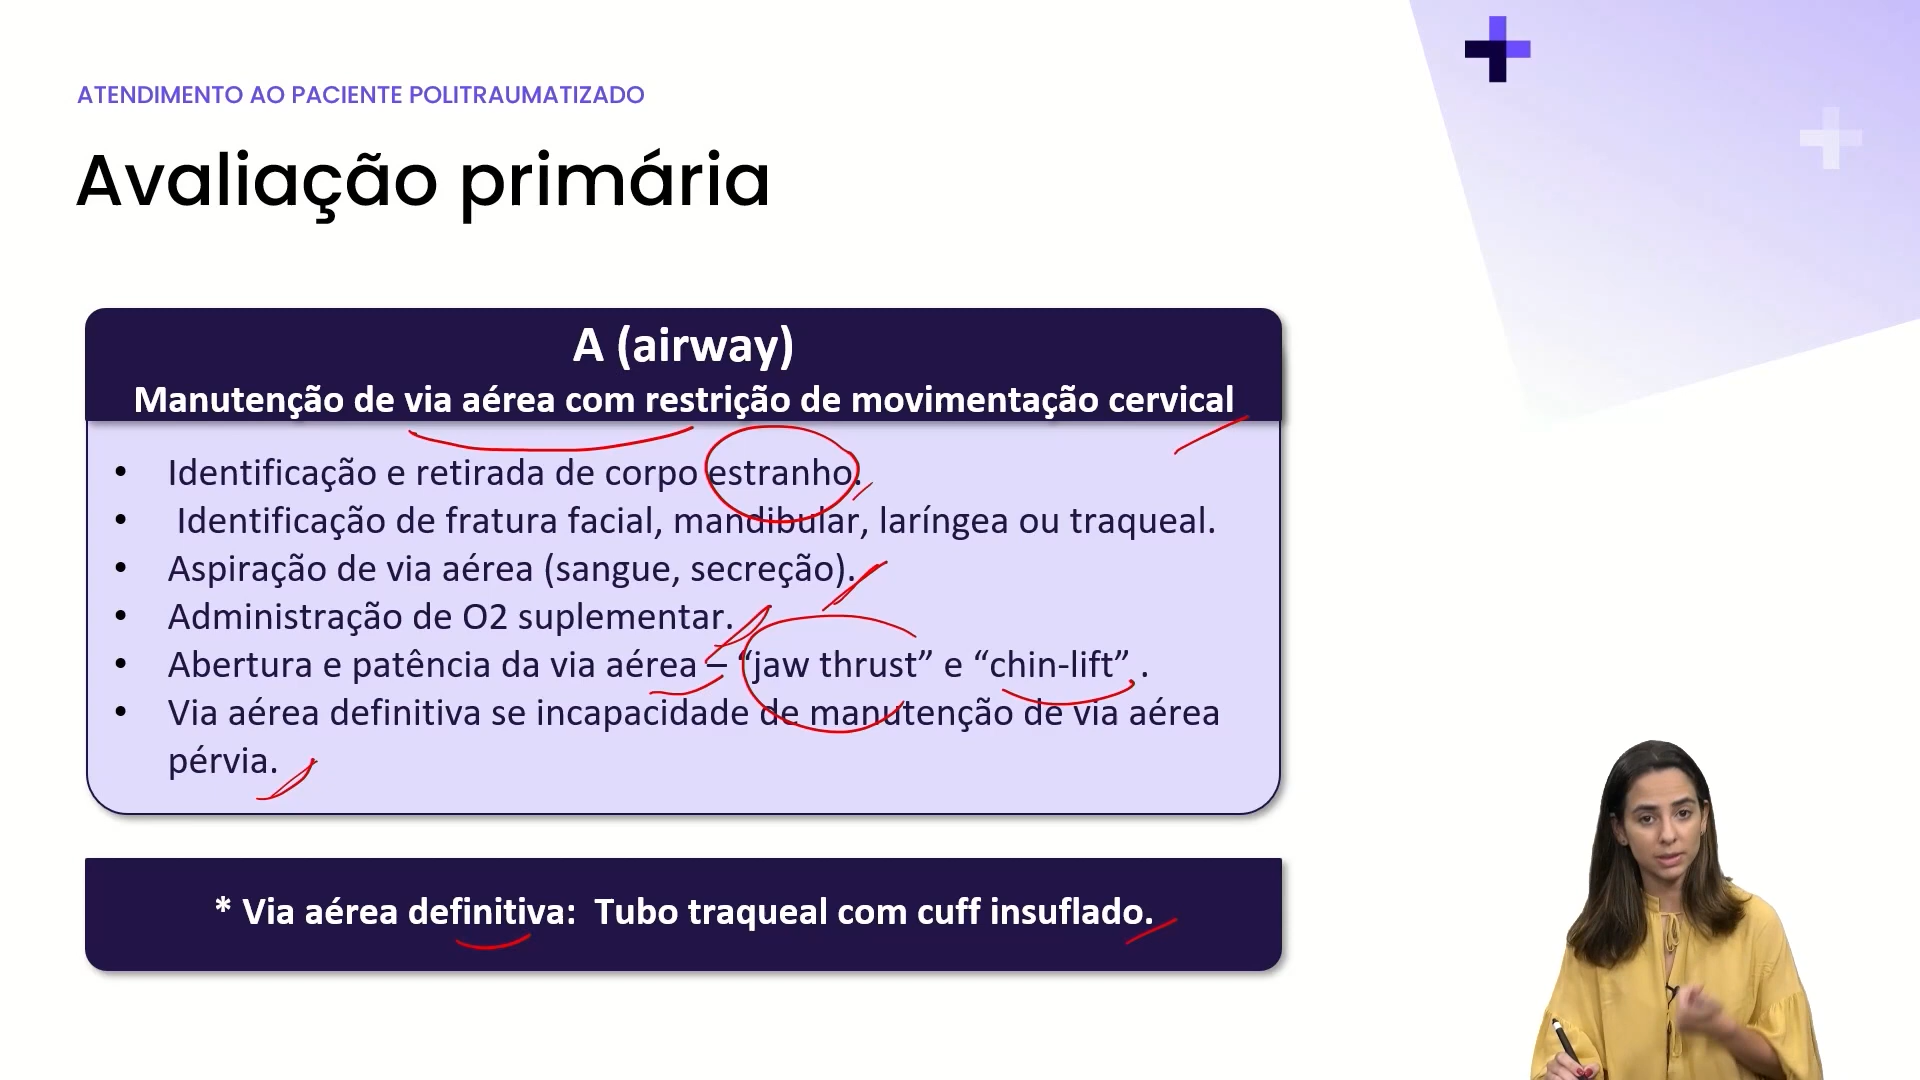 ATENDIMENTO AO PACIENTE POLITRAUMATIZADO
Avaliação primária
A (airway)
Manutenção de via aérea com restrição de movimentação cervical
• Identificação e retirada de corpo estranho.
• Identificação de fratura facial, mandibular, laríngea ou traqueal.
• Aspiração de via aérea (sangue, secreção).
• Administração de O2 suplementar.
• Abertura e patência da via aérea – “jaw thrust” e “chin-lift” .
• Via aérea definitiva se incapacidade de manutenção de via aérea
pérvia.
* Via aérea definitiva: Tubo traqueal com cuff insuflado.